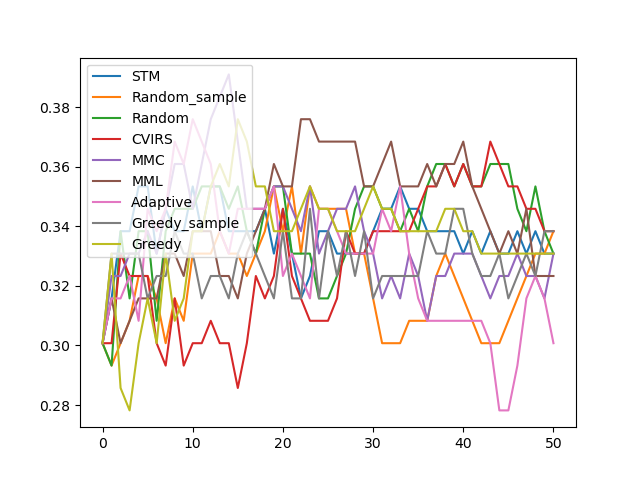 STM
Random_sample
Random
CVIRS
MMC
MML
Adaptive
Greedy_sample
Greedy
0.38
0.36
0.34
0.32
0.30
0.28
0 10 20 30 40 50